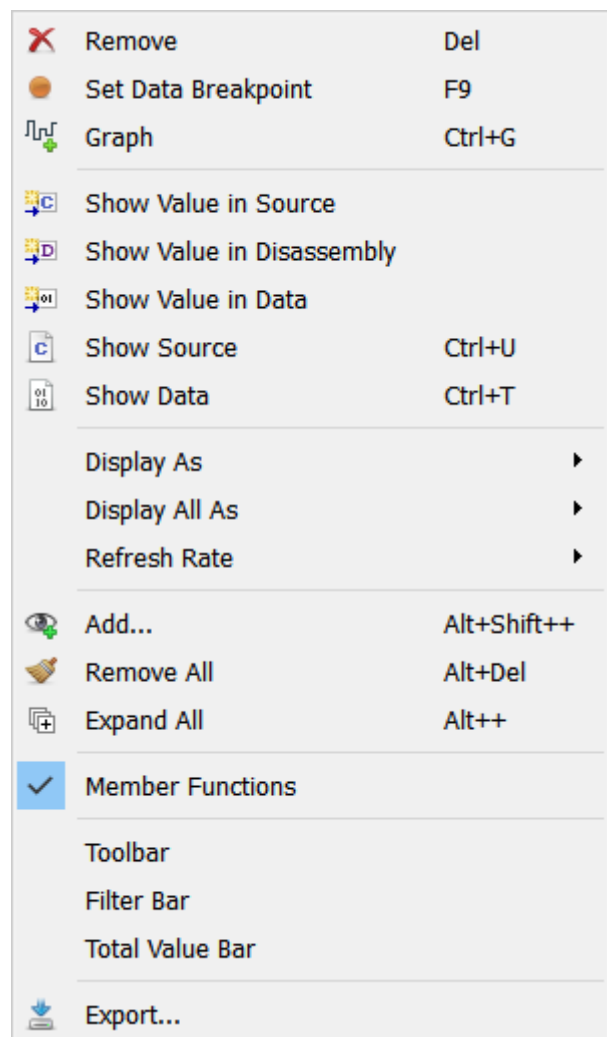 Remove Del
Set Data Breakpoint F9
Graph Ctrl+G
Show Value in Source
Show Value in Disassembly
Show Value in Data
Show Source Ctrl+U
Show Data Ctrl+T
Display As
Display All As
Refresh Rate
Add... Alt+Shift++
Remove All Alt+Del
Expand All Alt++
Member Functions
Toolbar
Filter Bar
Total Value Bar
Export...